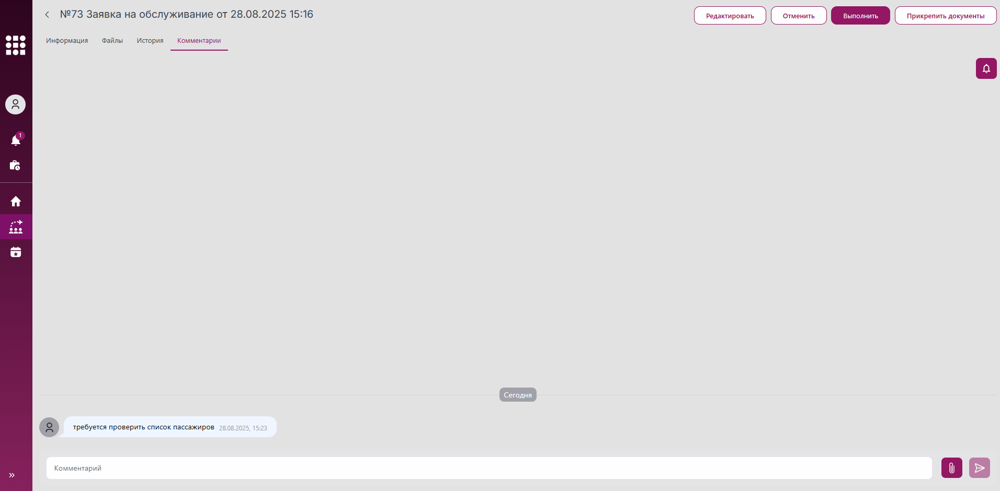 №73 Заявка на обслуживание от 28.08.2025 15:16
Редактировать
Отменить
Выполнить
Прикрепить документы
Информация
Файлы
История
Комментарии
1
Сегодня
требуется проверить список пассажиров 28.08.2025, 15:23
Комментарий